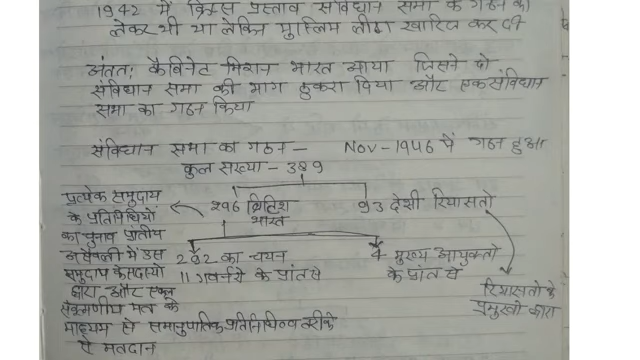 1942 में क्रिप्स प्रस्ताव संविधान सभा के गठन को
लेकर भी था लेकिन मुस्लिम लीग खारिज कर दी
अंततः कैबिनेट मिशन भारत आया जिसने दो
संविधान सभा की मांग ठुकरा दिया और एक संविधान
सभा का गठन किया
संविधान सभा का गठन – Nov-1946 में गठन हुआ
कुल संख्या - 389
296 ब्रिटिश भारत
93 देशी रियासतो
292 का चयन
11 गवर्नरो के प्रांत से
4 मुख्य आयुक्तो
के प्रांत से
रियासतो के
प्रमुखो द्वारा
प्रत्येक समुदाय
के प्रतिनिधियों
का चुनाव प्रांतीय
असेंबली में उस
समुदाय के सदस्यो
द्वारा और एकल
संक्रमणीय मत के
माध्यम से समानुपातिक प्रतिनिधित्व तरीके
से मतदान